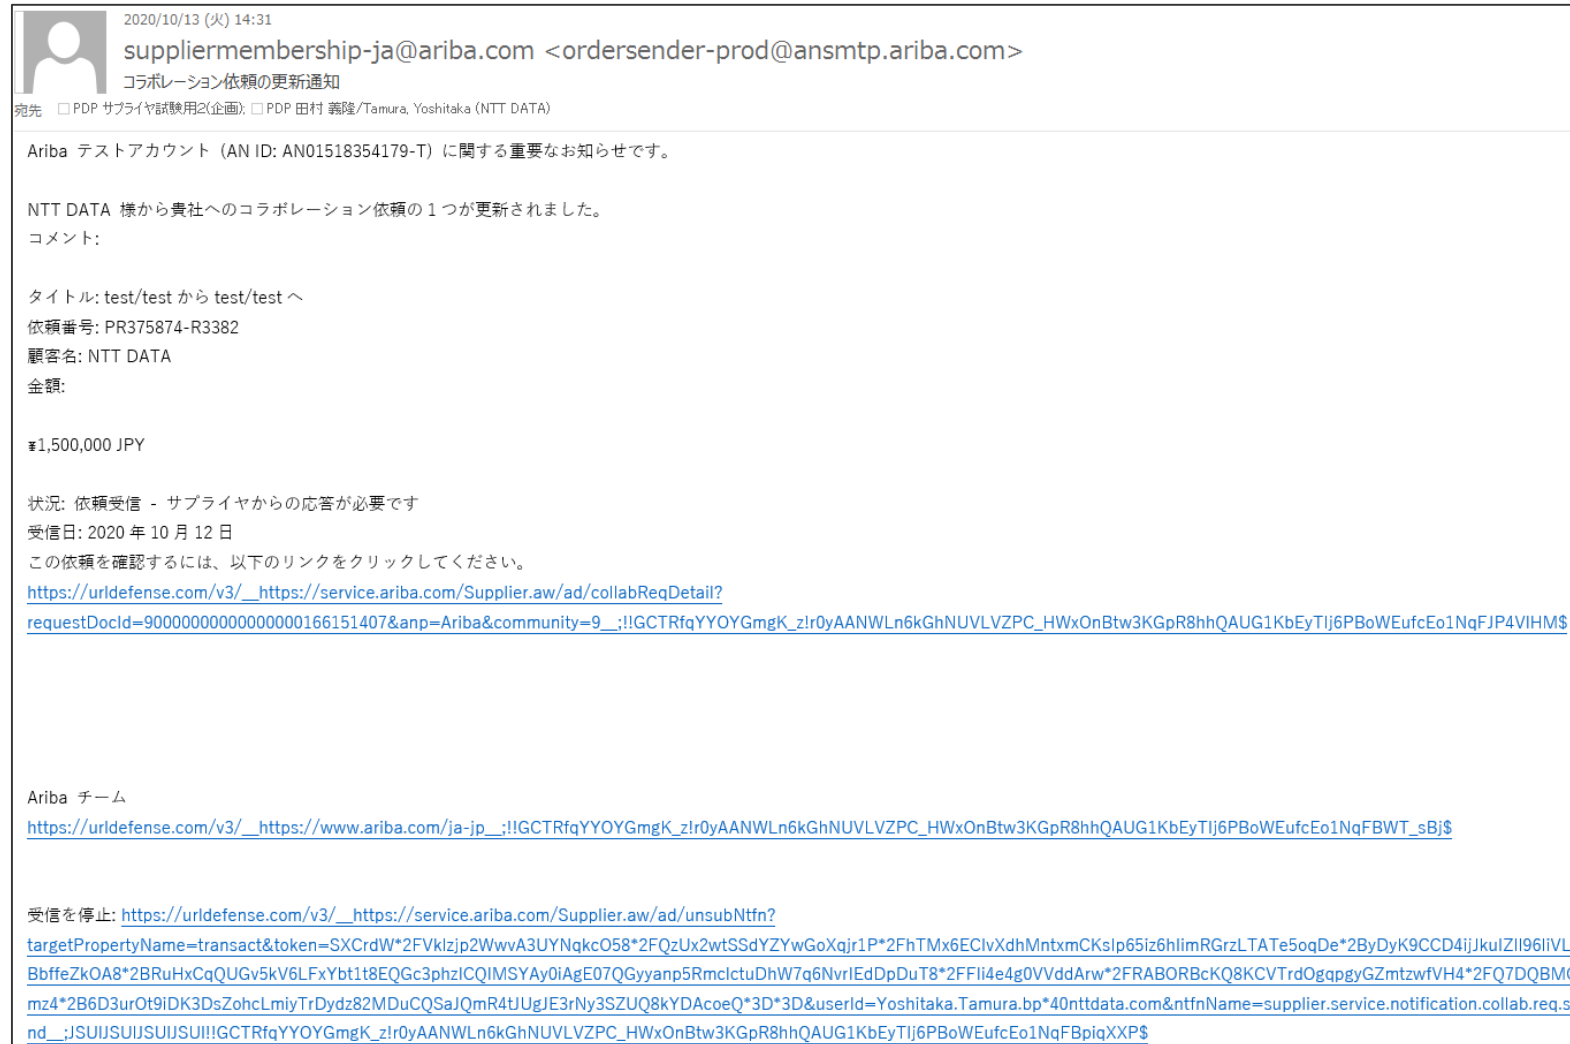 2020/10/13 (火) 14:31
suppliermembership-ja@ariba.com <ordersender-prod@ansmtp.ariba.com>
コラボレーション依頼の更新通知
宛先 □ PDP サプライヤ試験用2(企画); □ PDP 田村 義隆/Tamura, Yoshitaka (NTT DATA)
Ariba テストアカウント (AN ID: AN01518354179-T) に関する重要なお知らせです。
NTT DATA 様から貴社へのコラボレーション依頼の1つが更新されました。
コメント:
タイトル: test/test から test/test へ
依頼番号: PR375874-R3382
顧客名: NTT DATA
金額:
¥1,500,000 JPY
状況: 依頼受信 - サプライヤからの応答が必要です
受信日: 2020 年 10 月 12 日
この依頼を確認するには、以下のリンクをクリックしてください。
https://urldefense.com/v3/__https://service.ariba.com/Supplier.aw/ad/collabReqDetail?
requestDocId=90000000000000000166151407&anp=Ariba&community=9__;!!GCTRfqYYOYGmgK_z!r0yAANWLn6kGhNUVLVZPC_HWxOnBtw3KGpR8hhQAUG1KbEyTIj6PBoWEufcEo1NqFJP4VIHM$
Ariba チーム
https://urldefense.com/v3/__https://www.ariba.com/ja-jp__;!!GCTRfqYYOYGmgK_z!r0yAANWLn6kGhNUVLVZPC_HWxOnBtw3KGpR8hhQAUG1KbEyTIj6PBoWEufcEo1NqFBWT_sBj$
受信を停止: https://urldefense.com/v3/__https://service.ariba.com/Supplier.aw/ad/unsubNtfn?
targetPropertyName=transact&token=SXCrdW*2FVklzjp2WwvA3UYNqkcO58*2FQzUx2wtSSdYZYwGoXqjr1P*2FhTMx6ECIvXdhMntxmCKslp65iz6hlimRGrzLTATe5oqDe*2ByDyK9CCD4ijJkuIZlI96liVL
BbffeZkOA8*2BRuHxCqQUGv5kV6LFxYbt1t8EQGc3phzICQIMSYAy0iAgE07QGyyanp5RmclctuDhW7q6NvrIEdDpDuT8*2FFIi4e4g0VVddArw*2FRABORBcKQ8KCVTrdOgqpgyGZmtzwfVH4*2FQ7DQBM
mz4*2B6D3urOt9iDK3DsZohcLmiyTrDydz82MDuCQSaJQmR4tJUgJE3rNy3SZUQ8kYDAcoeQ*3D*3D&userId=Yoshitaka.Tamura.bp*40nttdata.com&ntfnName=supplier.service.notification.collab.req.s
nd__;JSUlJSUlJSUlJSUl!!GCTRfqYYOYGmgK_z!r0yAANWLn6kGhNUVLVZPC_HWxOnBtw3KGpR8hhQAUG1KbEyTIj6PBoWEufcEo1NqFBpiqXXP$